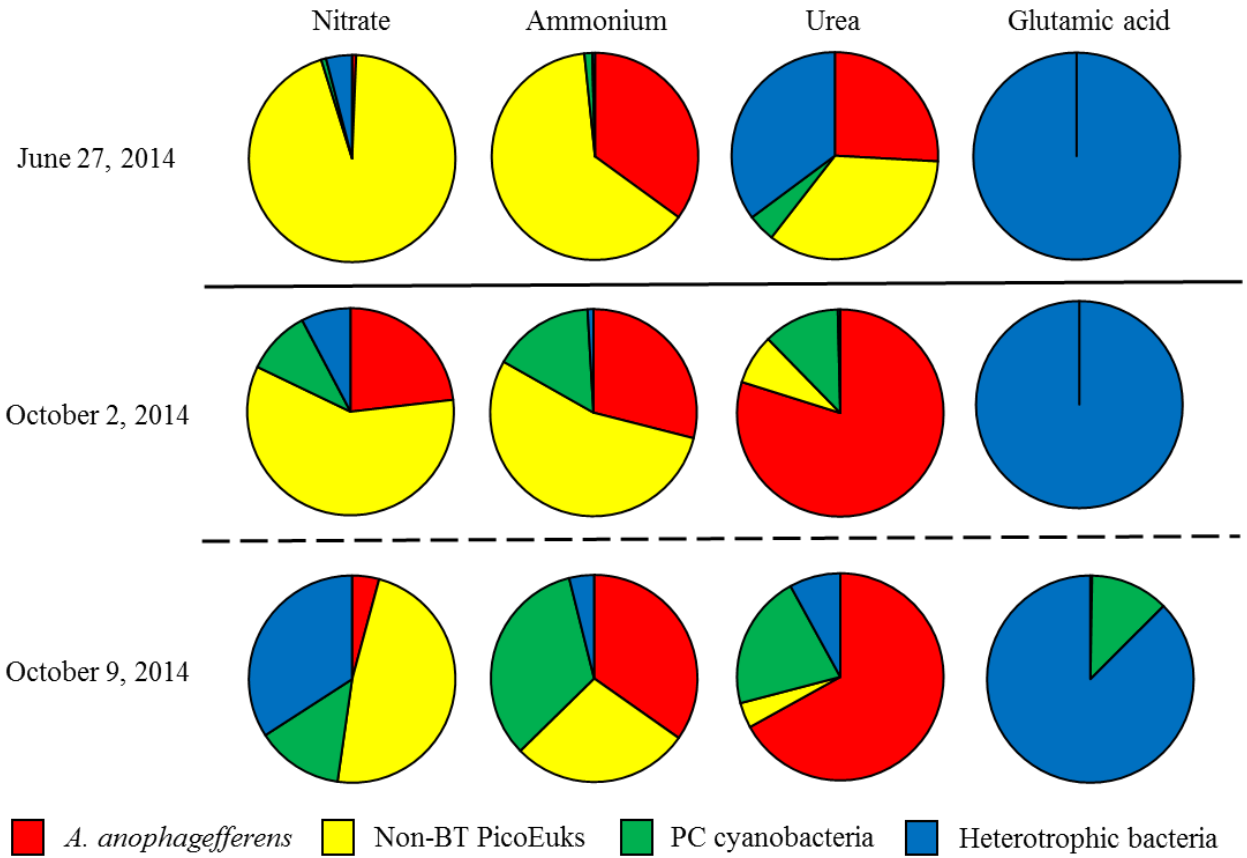 Nitrate Ammonium Urea Glutamic acid
June 27, 2014
October 2, 2014
October 9, 2014
A. anophagefferens Non-BT PicoEuks PC cyanobacteria Heterotrophic bacteria